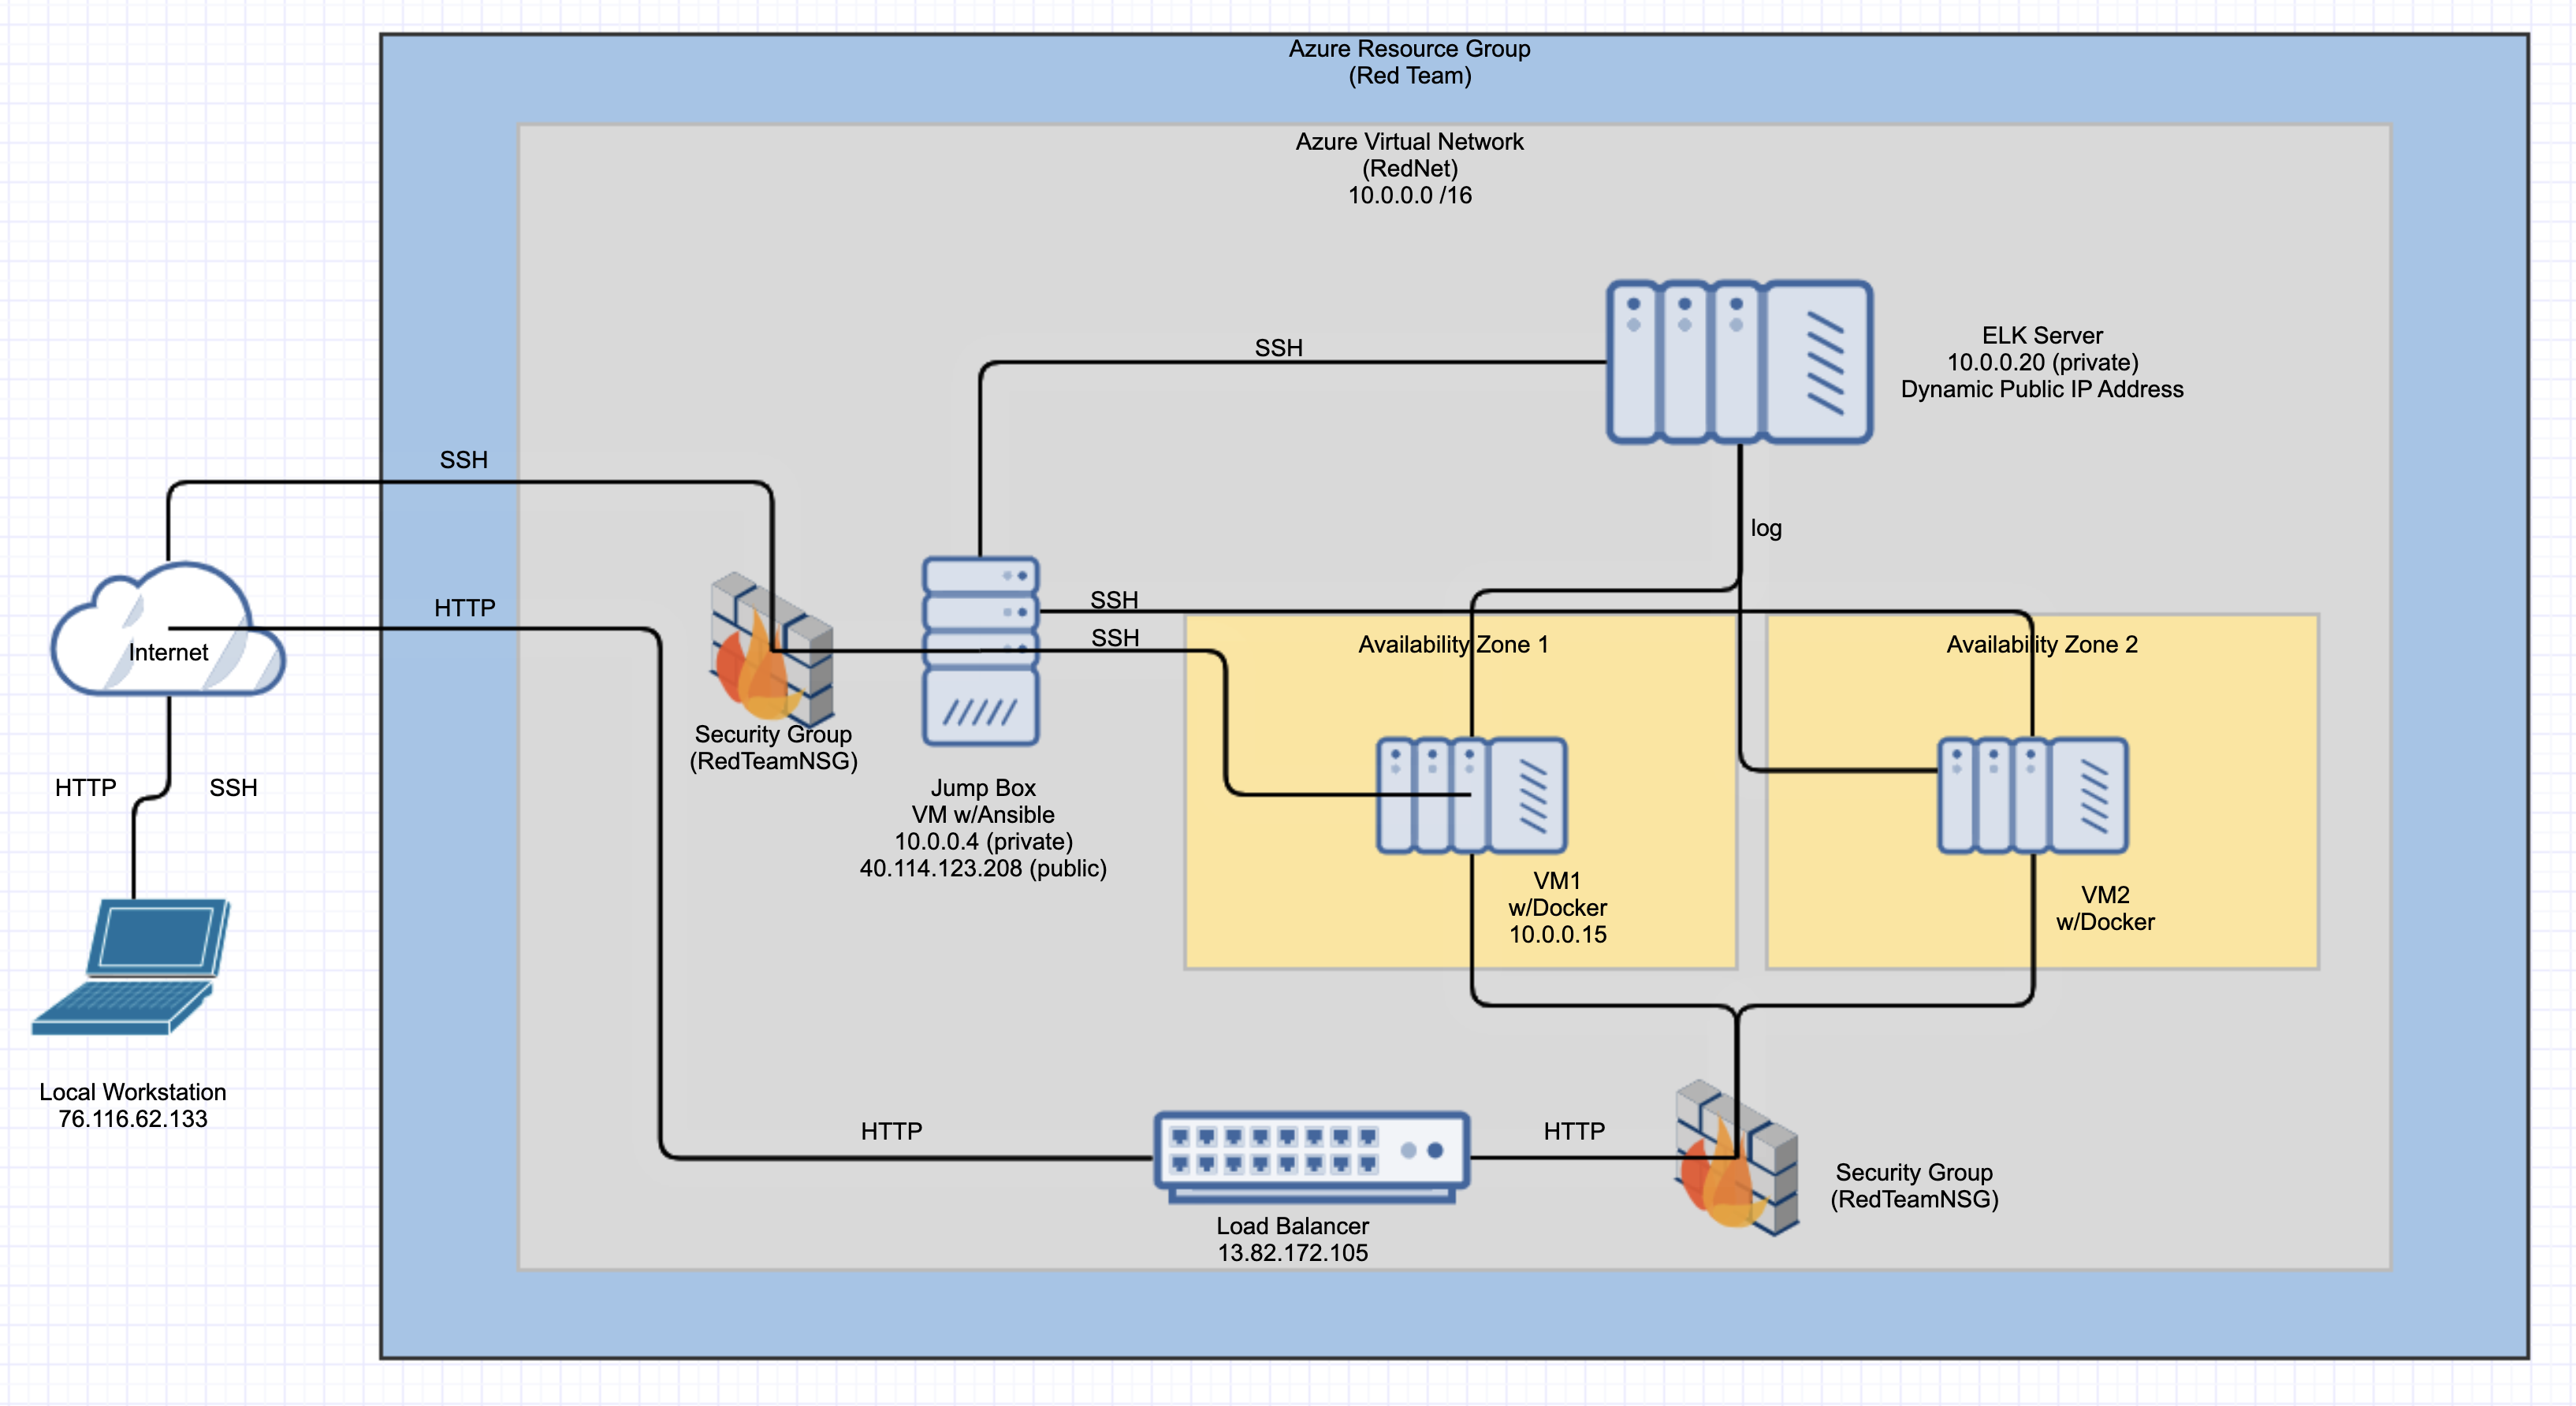 Azure Resource Group
(Red Team)
Azure Virtual Network
(RedNet)
10.0.0.0 /16
SSH
ELK Server
10.0.0.20 (private)
Dynamic Public IP Address
SSH
log
HTTP
SSH
SSH
Internet
Availability Zone 1
Availability Zone 2
Security Group
(RedTeamNSG)
HTTP
SSH
Jump Box
VM w/Ansible
10.0.0.4 (private)
40.114.123.208 (public)
VM1
w/Docker
10.0.0.15
VM2
w/Docker
Local Workstation
76.116.62.133
HTTP
HTTP
Security Group
(RedTeamNSG)
Load Balancer
13.82.172.105